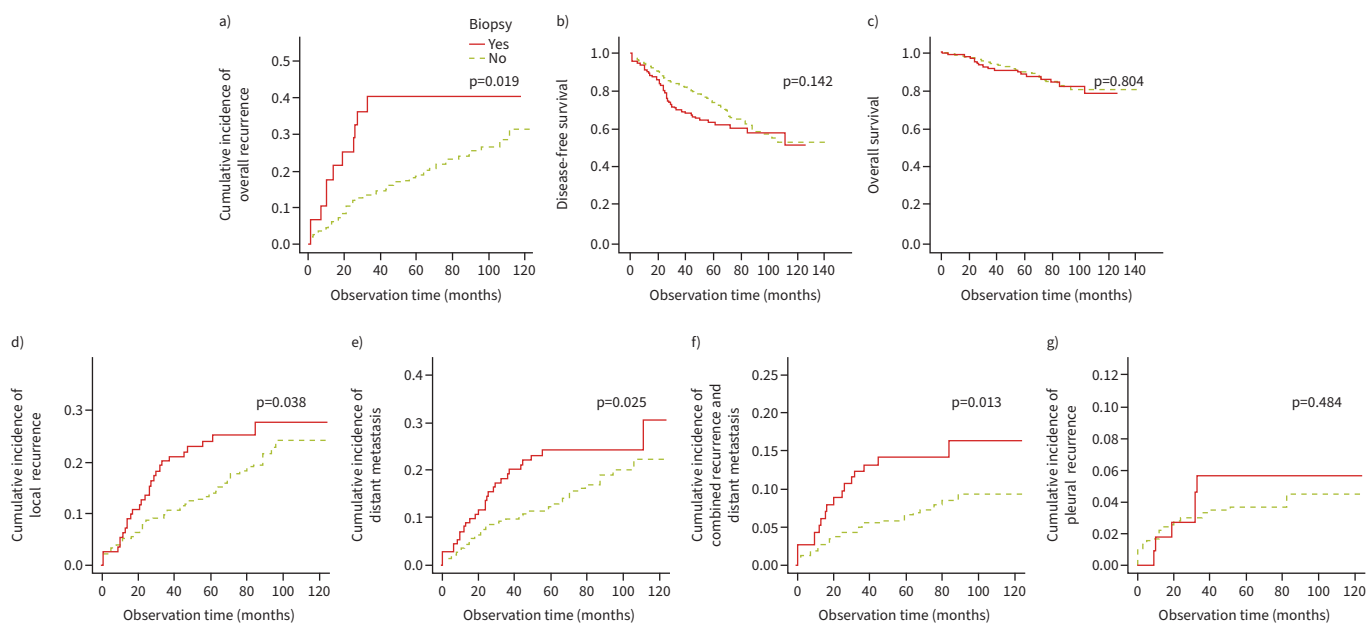 a)
Cumulative incidence of
overall recurrence
0.5
0.4
0.3
0.2
0.1
0.0
Biopsy
Yes
No
p=0.019
0 20 40 60 80 100 120
Observation time (months)
b)
Disease-free survival
1.0
0.8
0.6
0.4
0.2
0.0
p=0.142
0 20 40 60 80 100 120 140
Observation time (months)
c)
Overall survival
1.0
0.8
0.6
0.4
0.2
0.0
p=0.804
0 20 40 60 80 100 120 140
Observation time (months)
d)
Cumulative incidence of
local recurrence
0.3
0.2
0.1
0.0
p=0.038
0 20 40 60 80 100 120
Observation time (months)
e)
Cumulative incidence of
distant metastasis
0.4
0.3
0.2
0.1
0.0
p=0.025
0 20 40 60 80 100 120
Observation time (months)
f)
Cumulative incidence of
combined recurrence and
distant metastasis
0.25
0.20
0.15
0.10
0.05
0.00
p=0.013
0 20 40 60 80 100 120
Observation time (months)
g)
Cumulative incidence of
pleural recurrence
0.12
0.10
0.08
0.06
0.04
0.02
0.00
p=0.484
0 20 40 60 80 100 120
Observation time (months)